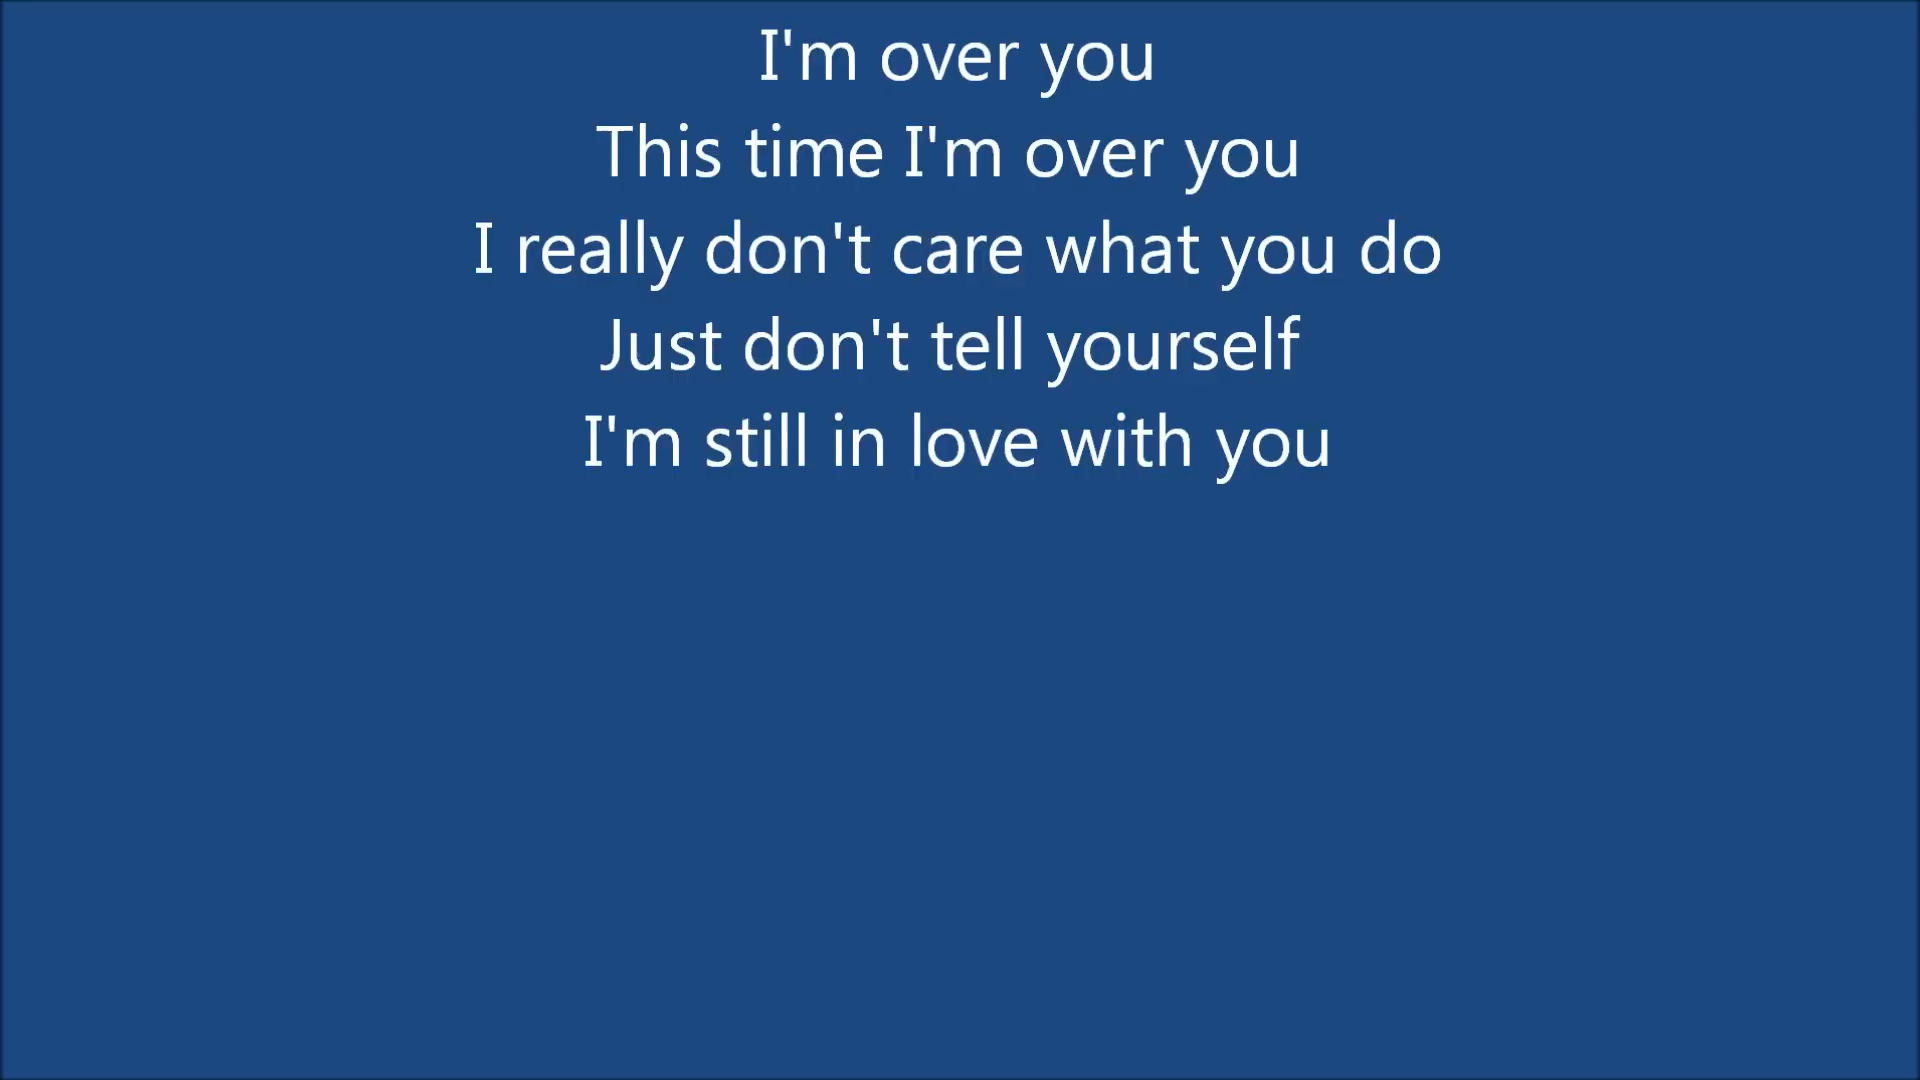 I'm over you
This time I'm over you
I really don't care what you do
Just don't tell yourself
I'm still in love with you